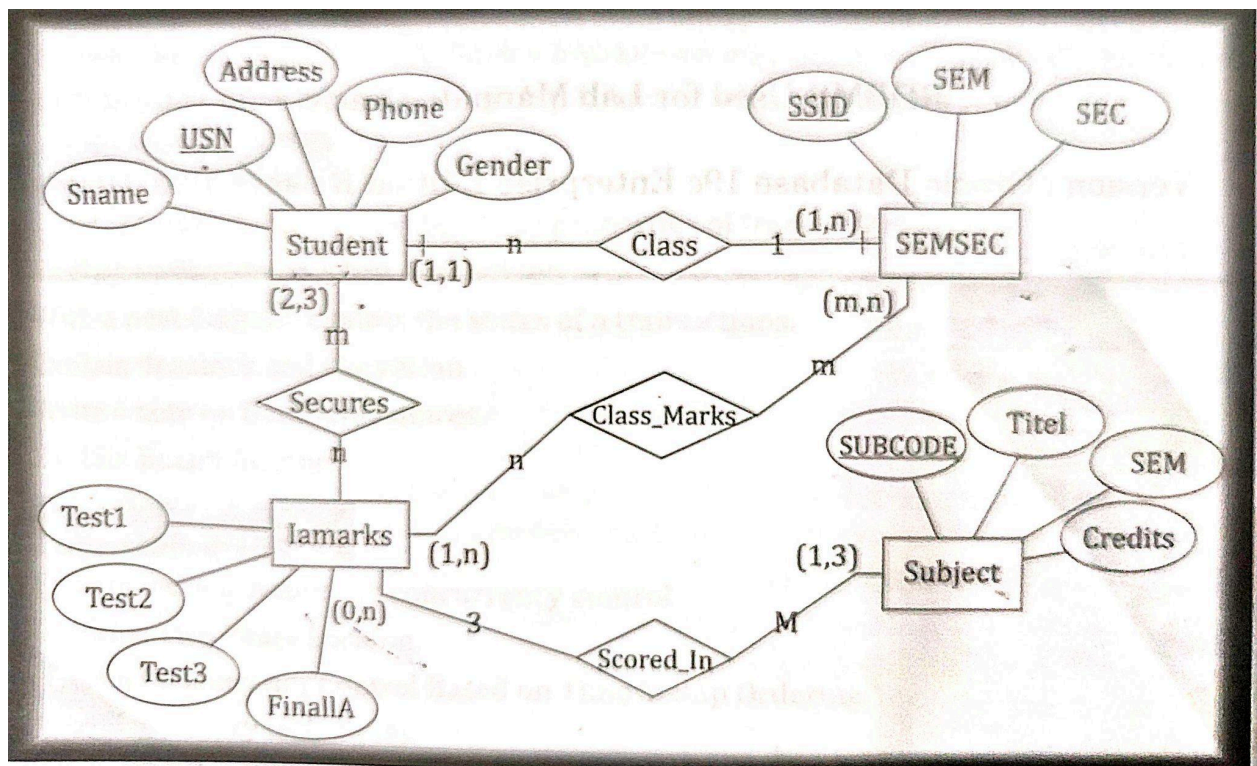 Address
SEM
SSID
Phone
SEC
USN
Gender
Sname
(1,n)
Student
n
Class
1
SEMSEC
(1,1)
(2,3)
(m,n)
m
m
Secures
Class_Marks
Titel
SUBCODE
n
n
SEM
Test1
Iamarks
Credits
(1,n)
(1,3)
Subject
Test2
(0,n)
3
M
Test3
Scored_In
FinalIA